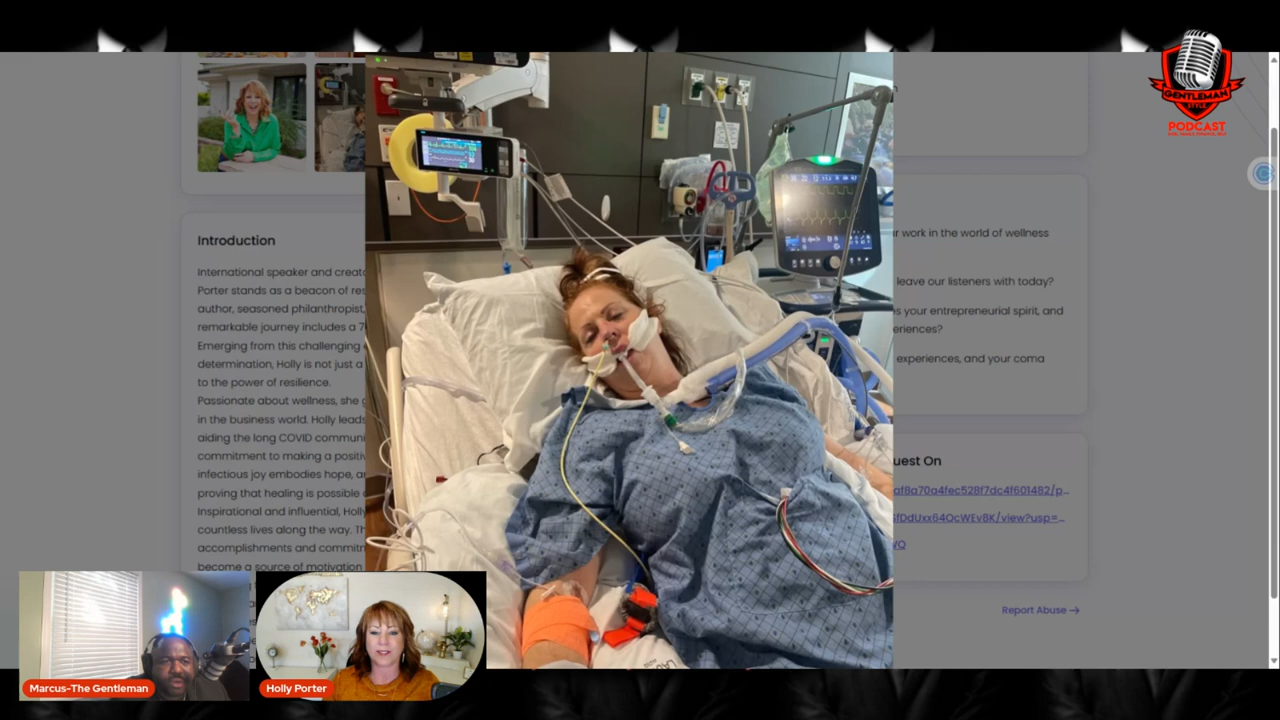 GENTLEMAN
STYLE
PODCAST
Introduction
International speaker and creato
Porter stands as a beacon of res
author, seasoned philanthropist,
remarkable journey includes a 7
Emerging from this challenging
determination, Holly is not just a
to the power of resilience.
Passionate about wellness, she g
in the business world. Holly leads
aiding the long COVID communi
commitment to making a positiv
infectious joy embodies hope, a
proving that healing is possible
Inspirational and influential, Holly
countless lives along the way. Th
accomplishments and commitm
become a source of motivation
r work in the world of wellness
leave our listeners with today?
s your entrepreneurial spirit, and
eriences?
experiences, and your coma
uest On
af8a70a4fec528f7dc4f601482/p...
fDdUxx64OcWEv8K/view?usp=...
Report Abuse →
Marcus-The Gentleman
Holly Porter